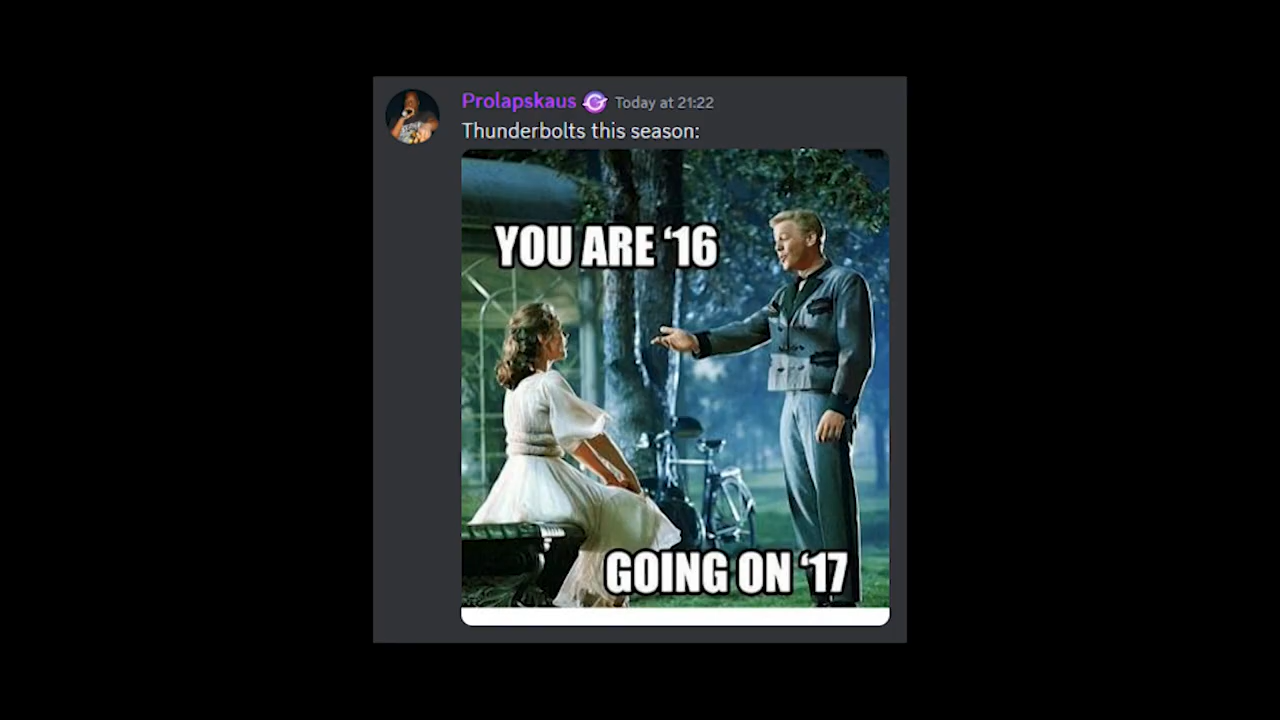 Prolapskaus Today at 21:22
Thunderbolts this season:
YOU ARE ‘16
GOING ON ‘17